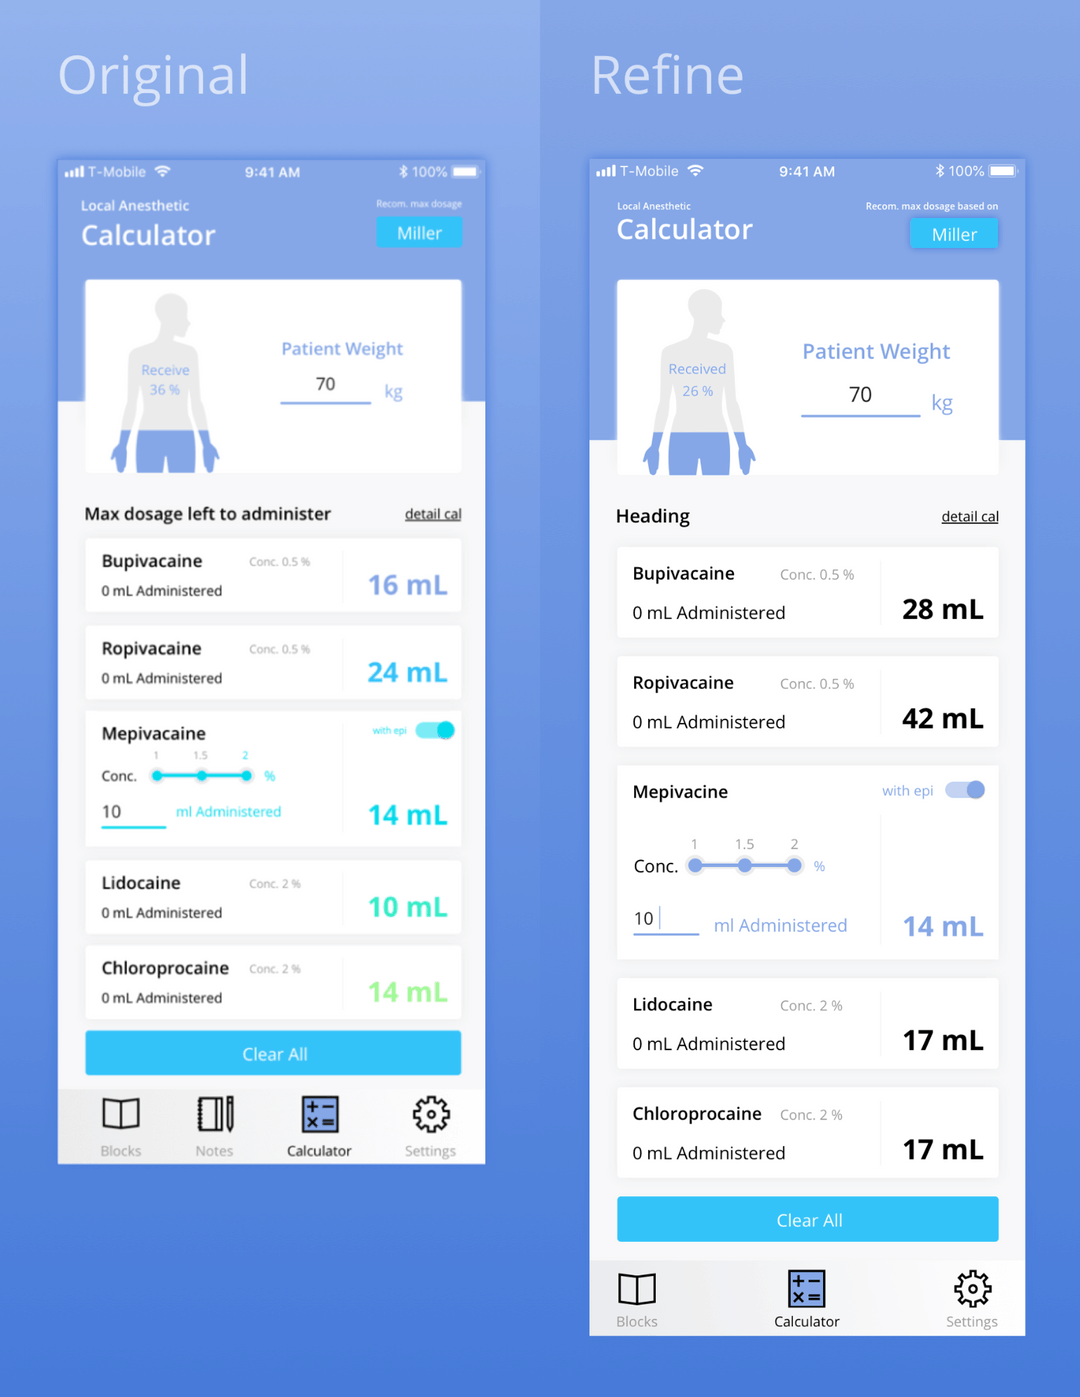 Original
T-Mobile 9:41 AM 100%
Local Anesthetic
Recom. max dosage
Calculator
Miller
Receive
36 %
Patient Weight
70
kg
Max dosage left to administer
detail cal
Bupivacaine Conc. 0.5 %
0 mL Administered
16 mL
Ropivacaine Conc. 0.5 %
0 mL Administered
24 mL
Mepivacaine
with epi
1 1.5 2
Conc. %
10 ml Administered
14 mL
Lidocaine Conc. 2 %
0 mL Administered
10 mL
Chloroprocaine Conc. 2 %
0 mL Administered
14 mL
Clear All
Blocks Notes Calculator Settings
Refine
T-Mobile 9:41 AM 100%
Local Anesthetic
Recom. max dosage based on
Calculator
Miller
Received
26 %
Patient Weight
70
kg
Heading
detail cal
Bupivacaine Conc. 0.5 %
0 mL Administered
28 mL
Ropivacaine Conc. 0.5 %
0 mL Administered
42 mL
Mepivacine
with epi
1 1.5 2
Conc. %
10 ml Administered
14 mL
Lidocaine Conc. 2 %
0 mL Administered
17 mL
Chloroprocaine Conc. 2 %
0 mL Administered
17 mL
Clear All
Blocks Calculator Settings